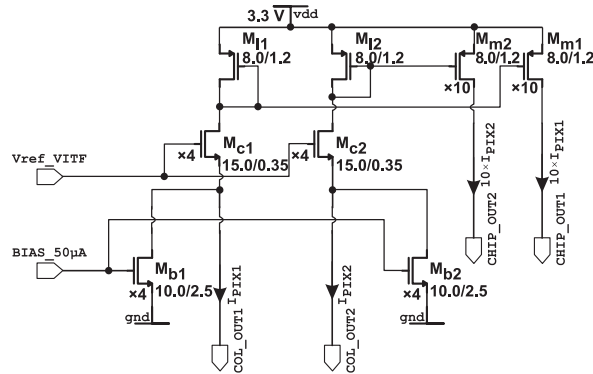 3.3 V vdd
M_l1
8.0/1.2
M_l2
8.0/1.2
M_m2
8.0/1.2
×10
M_m1
8.0/1.2
×10
M_c1
×4
15.0/0.35
M_c2
×4
15.0/0.35
Vref_VITF
10×I_PIX2
10×I_PIX1
CHIP_OUT2
CHIP_OUT1
BIAS_50µA
M_b1
×4
10.0/2.5
gnd
I_PIX1
COL_OUT1
I_PIX2
COL_OUT2
M_b2
×4
10.0/2.5
gnd